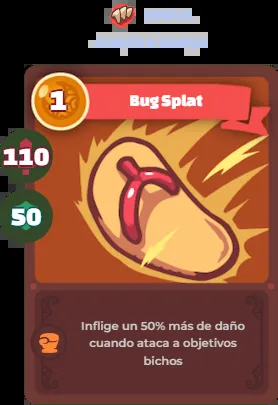 1
Bug Splat
110
50
Inflige un 50% más de daño
cuando ataca a objetivos
bichos